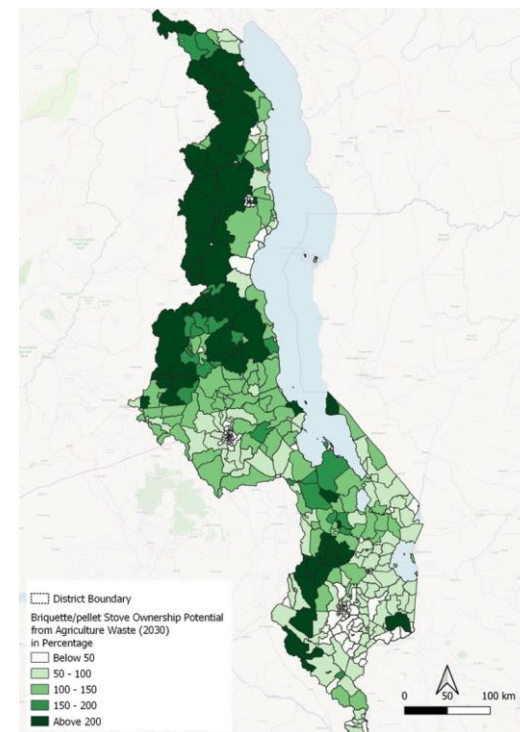 District Boundary
Briquette/pellet Stove Ownership Potential
from Agriculture Waste (2030)
in Percentage
Below 50
50 - 100
100 - 150
150 - 200
Above 200
0 50 100 km